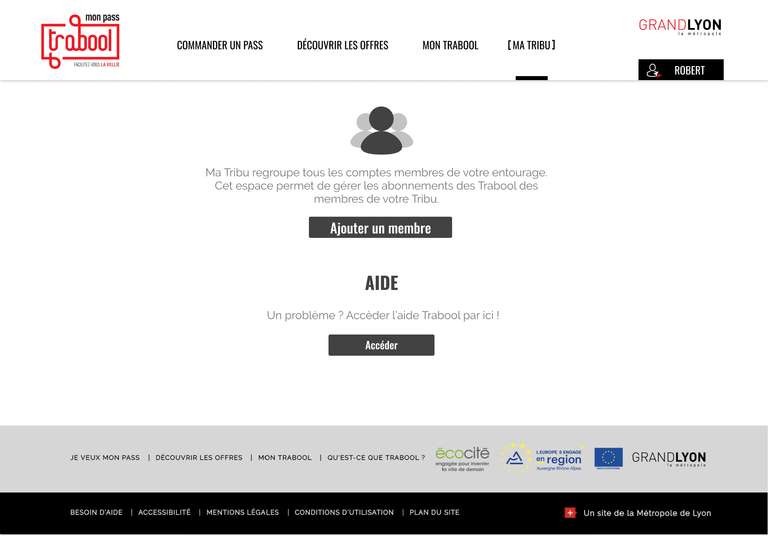 mon pass
trabool
FACILITEZ-VOUS LA VILLE
COMMANDER UN PASS
DÉCOUVRIR LES OFFRES
MON TRABOOL
[MA TRIBU]
GRANDLYON
la métropole
ROBERT
Ma Tribu regroupe tous les comptes membres de votre entourage.
Cet espace permet de gérer les abonnements des Trabool des
membres de votre Tribu.
Ajouter un membre
AIDE
Un problème ? Accèder l'aide Trabool par ici !
Accéder
JE VEUX MON PASS | DÉCOUVRIR LES OFFRES | MON TRABOOL | QU'EST-CE QUE TRABOOL ?
écocité
engagée pour inventer
la ville de demain
L'EUROPE S'ENGAGE
en région
Auvergne Rhône Alpes
GRANDLYON
la métropole
BESOIN D'AIDE | ACCESSIBILITÉ | MENTIONS LÉGALES | CONDITIONS D'UTILISATION | PLAN DU SITE
Un site de la Métropole de Lyon